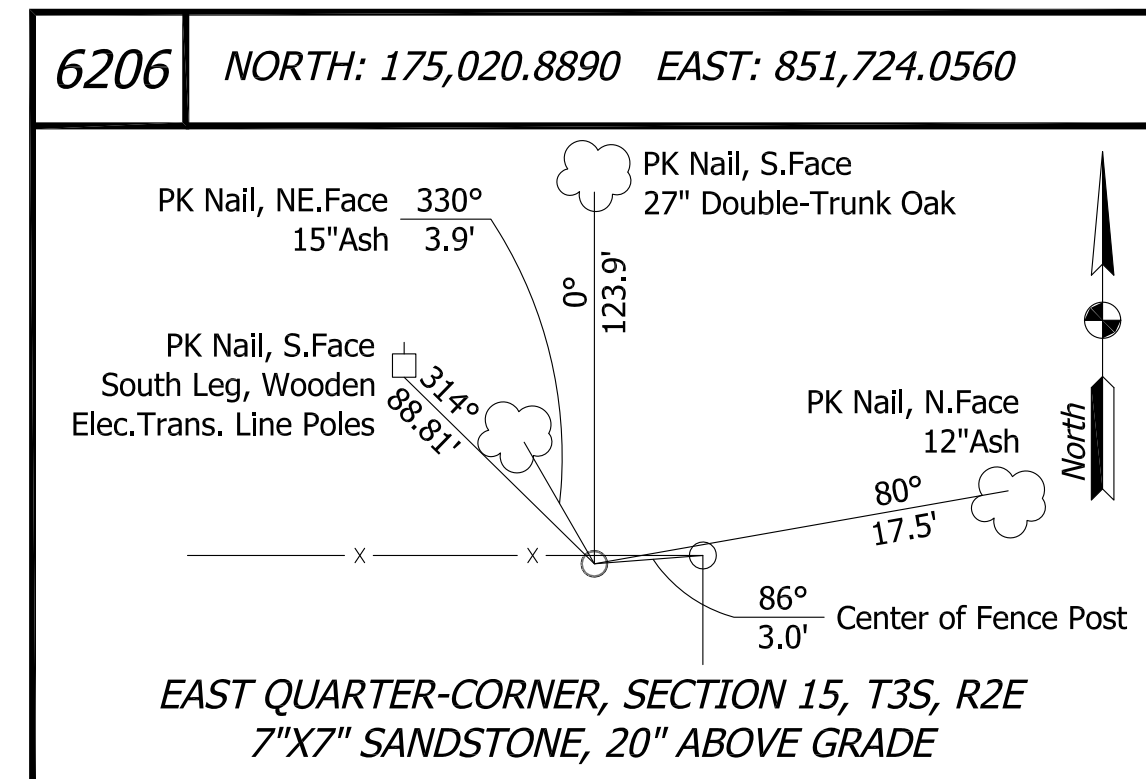 6206
NORTH: 175,020.8890 EAST: 851,724.0560
PK Nail, S.Face
27" Double-Trunk Oak
PK Nail, NE.Face
15"Ash
330°
3.9'
0°
123.9'
PK Nail, S.Face
South Leg, Wooden
Elec.Trans. Line Poles
314°
88.81'
PK Nail, N.Face
12"Ash
80°
17.5'
North
X X
86°
3.0'
Center of Fence Post
EAST QUARTER-CORNER, SECTION 15, T3S, R2E
7"X7" SANDSTONE, 20" ABOVE GRADE